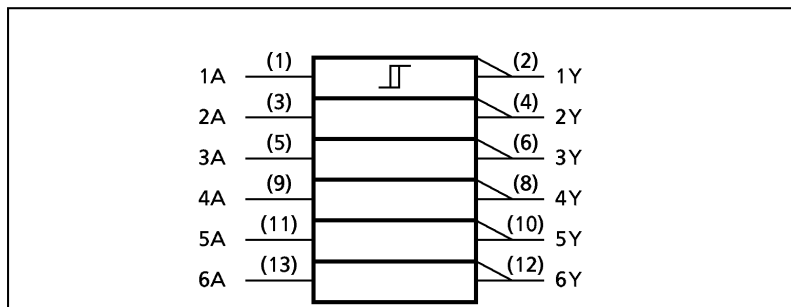 1A (1) (2) 1Y
2A (3) (4) 2Y
3A (5) (6) 3Y
4A (9) (8) 4Y
5A (11) (10) 5Y
6A (13) (12) 6Y